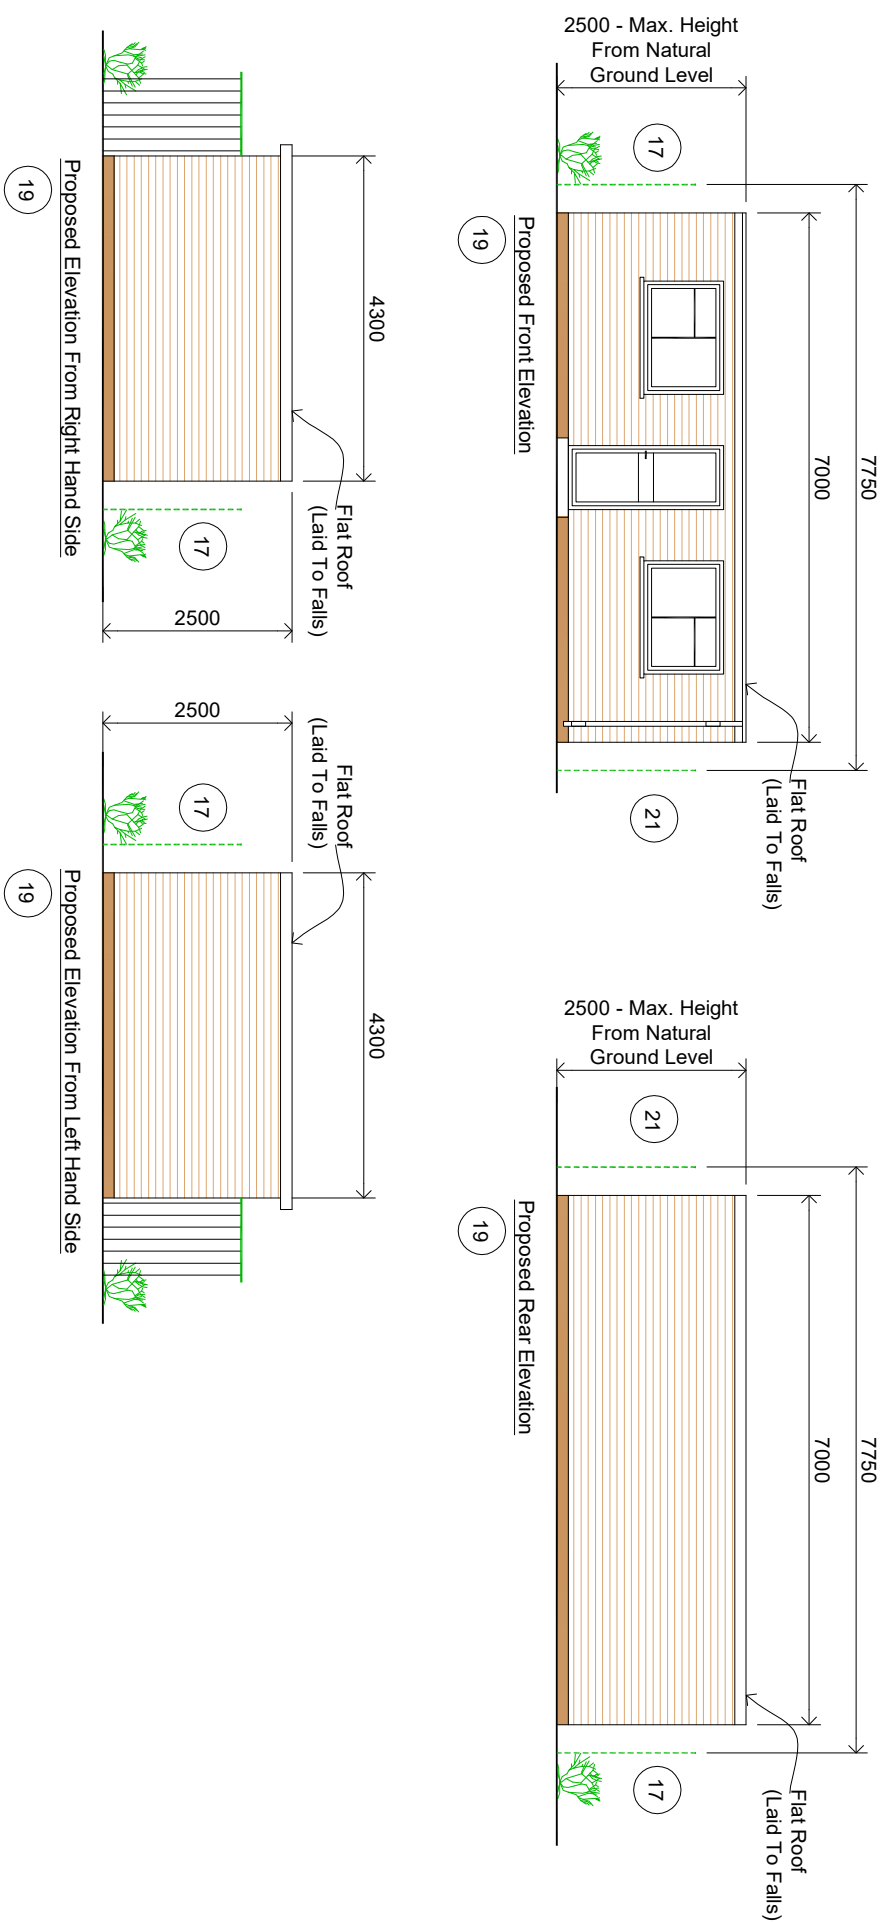 2500 - Max. Height
From Natural
Ground Level
17
7750
7000
Flat Roof
(Laid To Falls)
21
Proposed Front Elevation
19
2500 - Max. Height
From Natural
Ground Level
21
7750
7000
Flat Roof
(Laid To Falls)
17
Proposed Rear Elevation
19
4300
Flat Roof
(Laid To Falls)
17
2500
Proposed Elevation From Right Hand Side
19
2500
Flat Roof
(Laid To Falls)
17
4300
Proposed Elevation From Left Hand Side
19